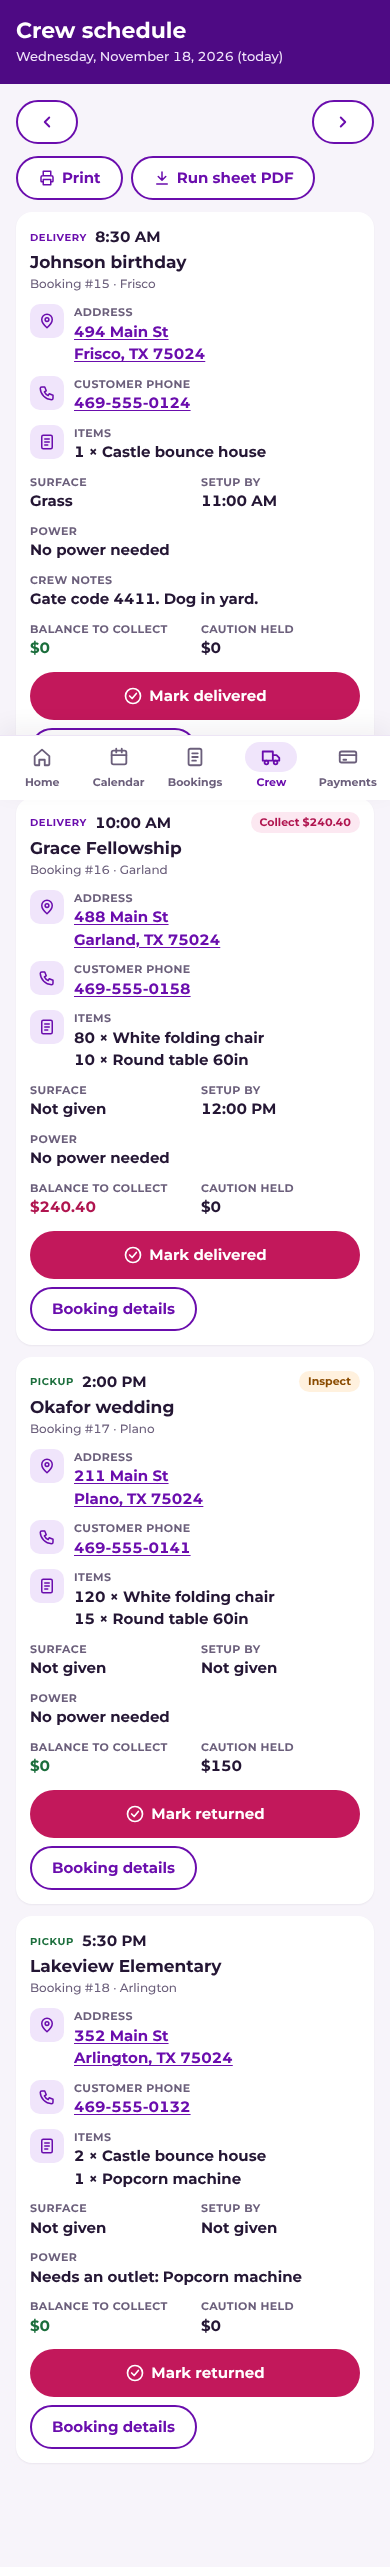 Crew schedule
Wednesday, November 18, 2026 (today)
Print
Run sheet PDF
DELIVERY 8:30 AM
Johnson birthday
Booking #15 · Frisco
ADDRESS
494 Main St
Frisco, TX 75024
CUSTOMER PHONE
469-555-0124
ITEMS
1 × Castle bounce house
SURFACE
Grass
SETUP BY
11:00 AM
POWER
No power needed
CREW NOTES
Gate code 4411. Dog in yard.
BALANCE TO COLLECT
$0
CAUTION HELD
$0
Mark delivered
Home
Calendar
Bookings
Crew
Payments
DELIVERY 10:00 AM
Collect $240.40
Grace Fellowship
Booking #16 · Garland
ADDRESS
488 Main St
Garland, TX 75024
CUSTOMER PHONE
469-555-0158
ITEMS
80 × White folding chair
10 × Round table 60in
SURFACE
Not given
SETUP BY
12:00 PM
POWER
No power needed
BALANCE TO COLLECT
$240.40
CAUTION HELD
$0
Mark delivered
Booking details
PICKUP 2:00 PM
Inspect
Okafor wedding
Booking #17 · Plano
ADDRESS
211 Main St
Plano, TX 75024
CUSTOMER PHONE
469-555-0141
ITEMS
120 × White folding chair
15 × Round table 60in
SURFACE
Not given
SETUP BY
Not given
POWER
No power needed
BALANCE TO COLLECT
$0
CAUTION HELD
$150
Mark returned
Booking details
PICKUP 5:30 PM
Lakeview Elementary
Booking #18 · Arlington
ADDRESS
352 Main St
Arlington, TX 75024
CUSTOMER PHONE
469-555-0132
ITEMS
2 × Castle bounce house
1 × Popcorn machine
SURFACE
Not given
SETUP BY
Not given
POWER
Needs an outlet: Popcorn machine
BALANCE TO COLLECT
$0
CAUTION HELD
$0
Mark returned
Booking details